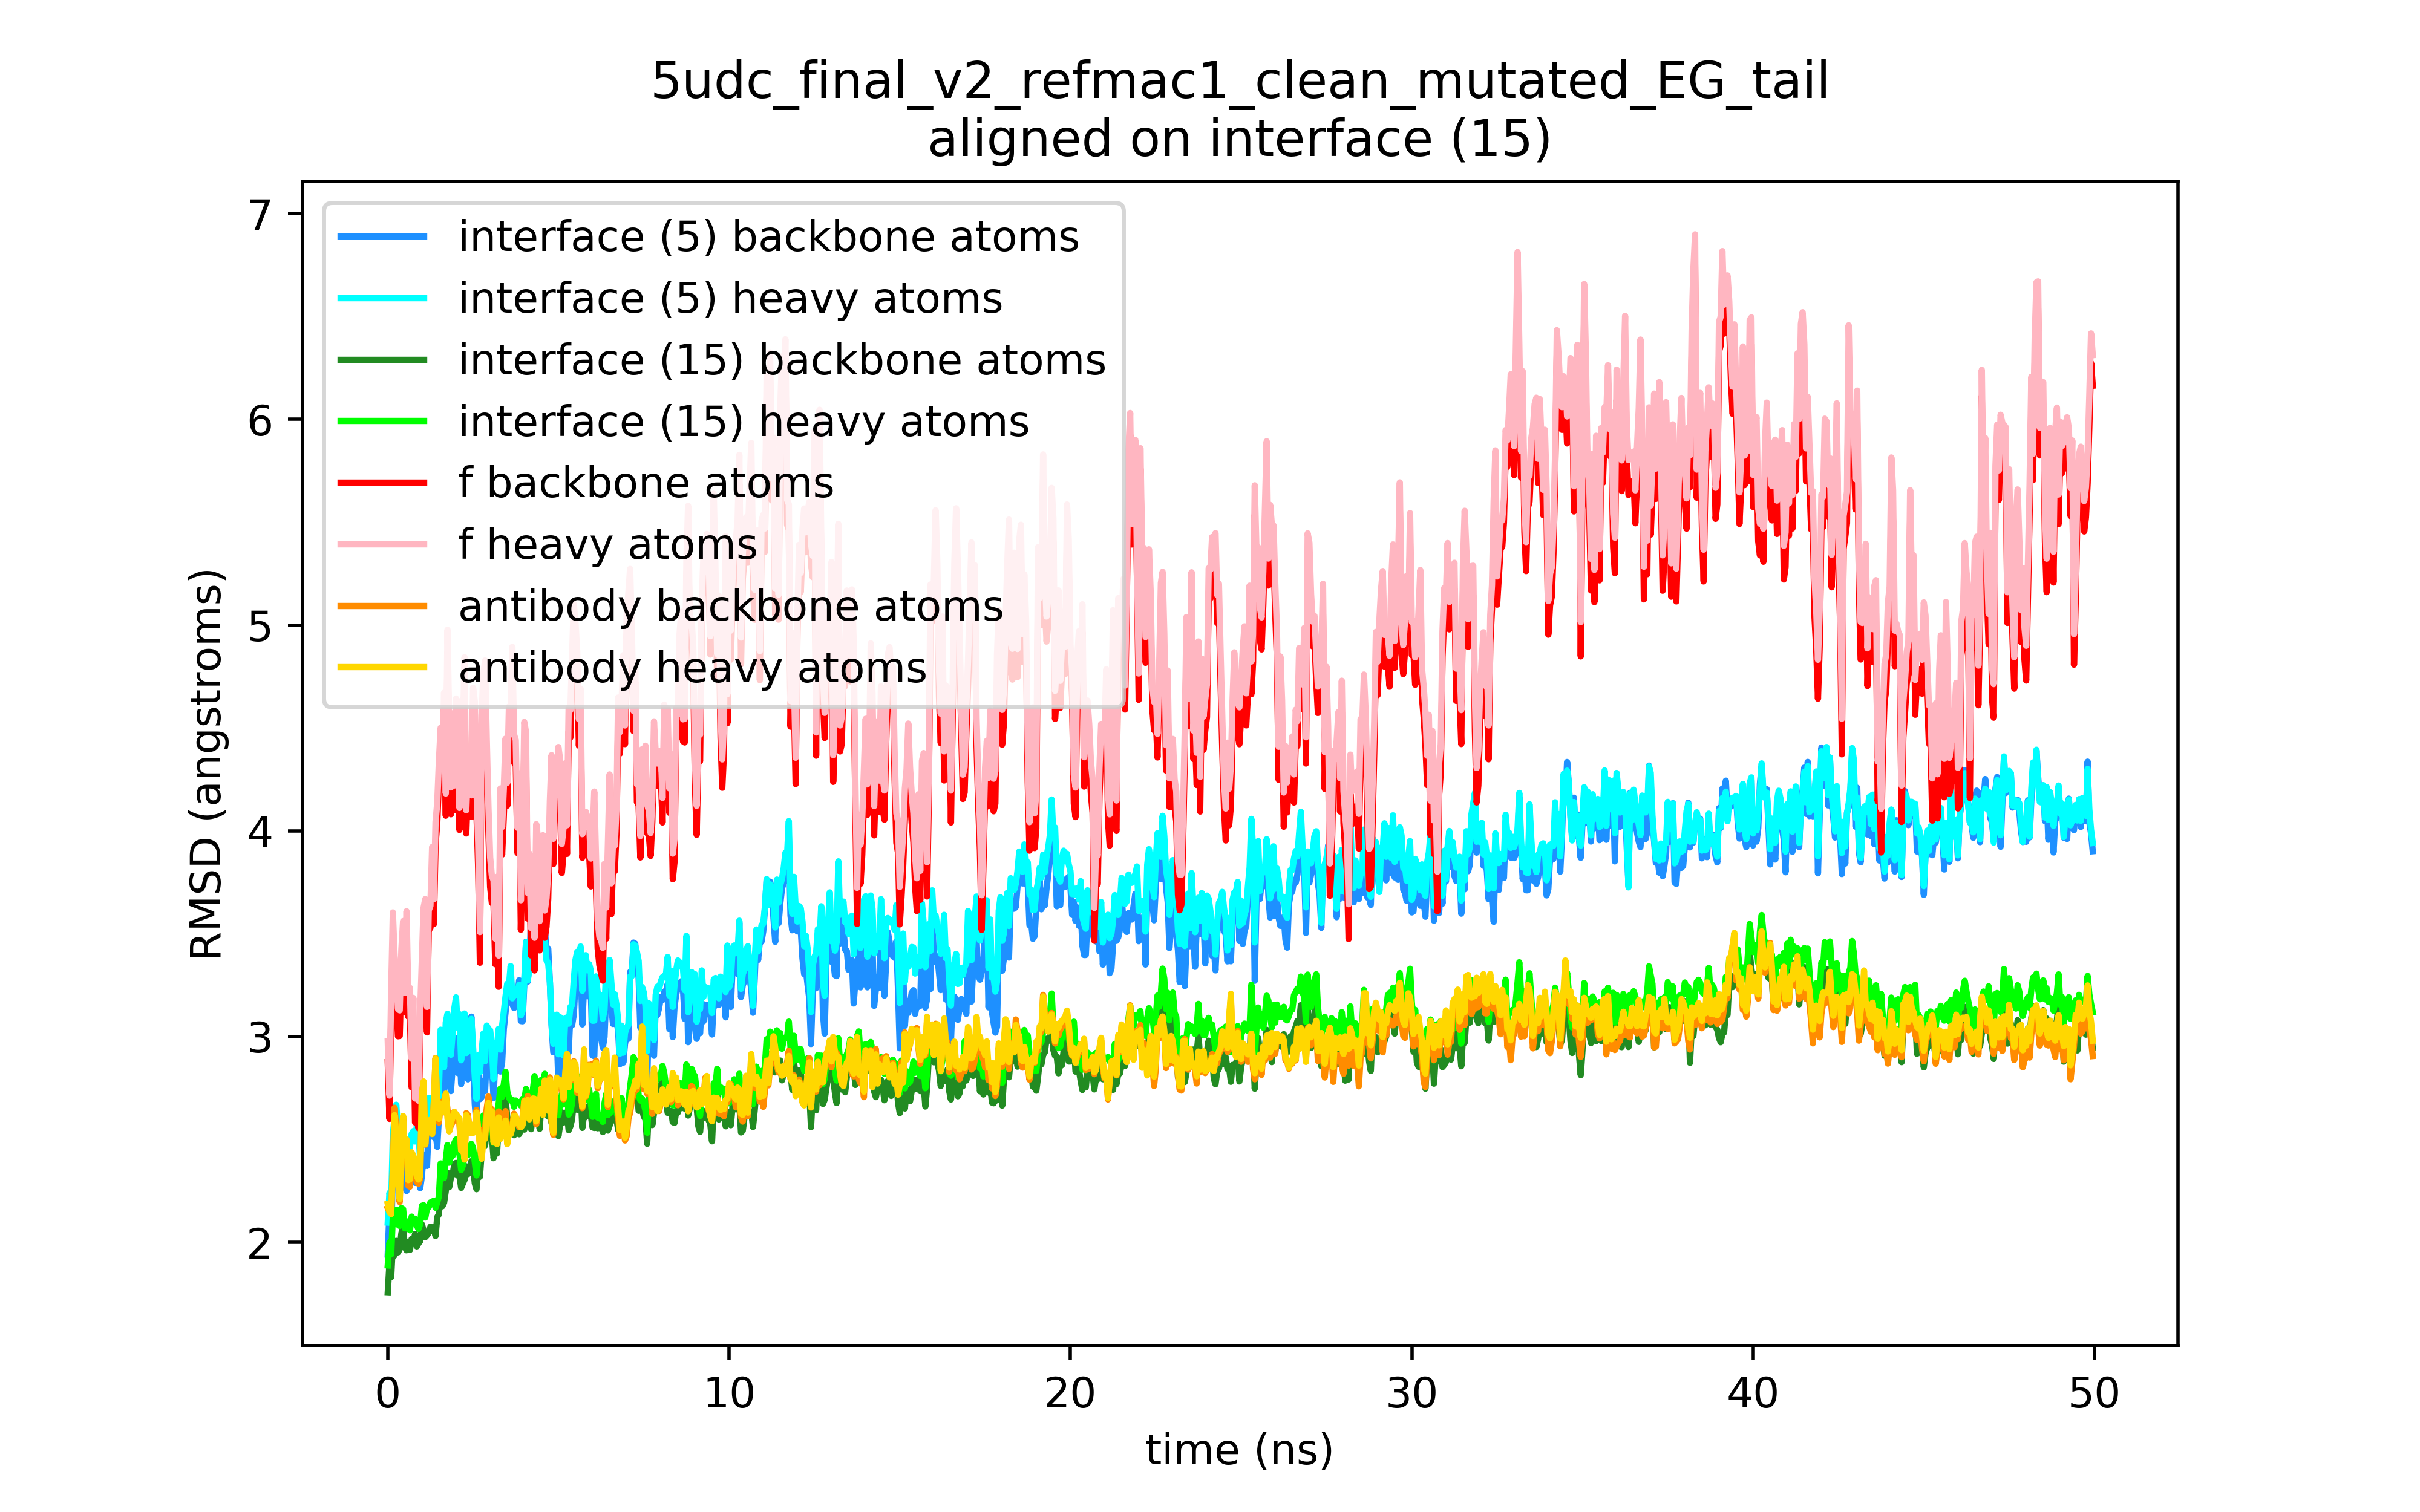 5udc_final_v2_refmac1_clean_mutated_EG_tail
aligned on interface (15)
interface (5) backbone atoms
interface (5) heavy atoms
interface (15) backbone atoms
interface (15) heavy atoms
f backbone atoms
f heavy atoms
antibody backbone atoms
antibody heavy atoms
RMSD (angstroms)
7
6
5
4
3
2
0 10 20 30 40 50
time (ns)